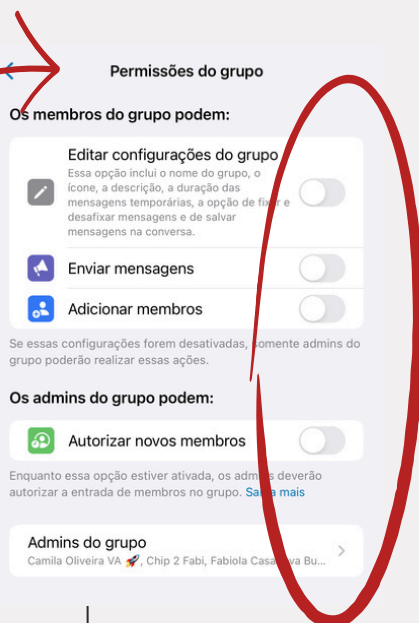 Permissões do grupo
Os membros do grupo podem:
Editar configurações do grupo
Essa opção inclui o nome do grupo, o
ícone, a descrição, a duração das
mensagens temporárias, a opção de fixar e
desafixar mensagens e de salvar
mensagens na conversa.
Enviar mensagens
Adicionar membros
Se essas configurações forem desativadas, somente admins do
grupo poderão realizar essas ações.
Os admins do grupo podem:
Autorizar novos membros
Enquanto essa opção estiver ativada, os admins deverão
autorizar a entrada de membros no grupo. Saiba mais
Admins do grupo
Camila Oliveira VA 🚀, Chip 2 Fabi, Fabiola Casanova Bu...